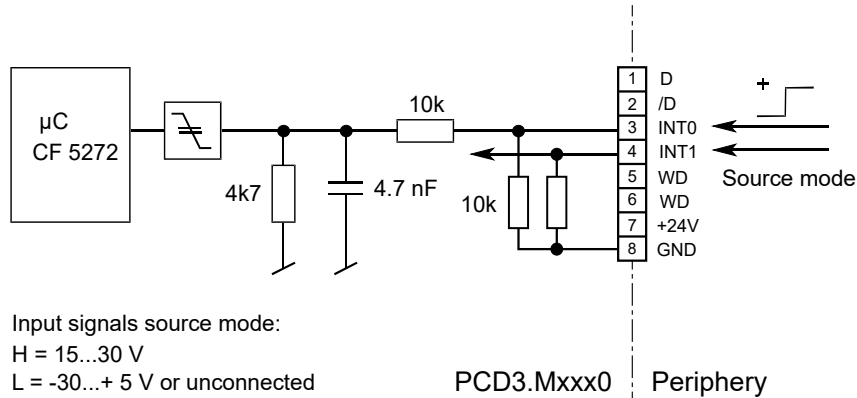 µC
CF 5272
10k
4k7
4.7 nF
10k
1 D
2 /D
3 INT0
4 INT1
5 WD
6 WD
7 +24V
8 GND
+
Source mode
Input signals source mode:
H = 15...30 V
L = -30...+ 5 V or unconnected
PCD3.Mxxx0
Periphery